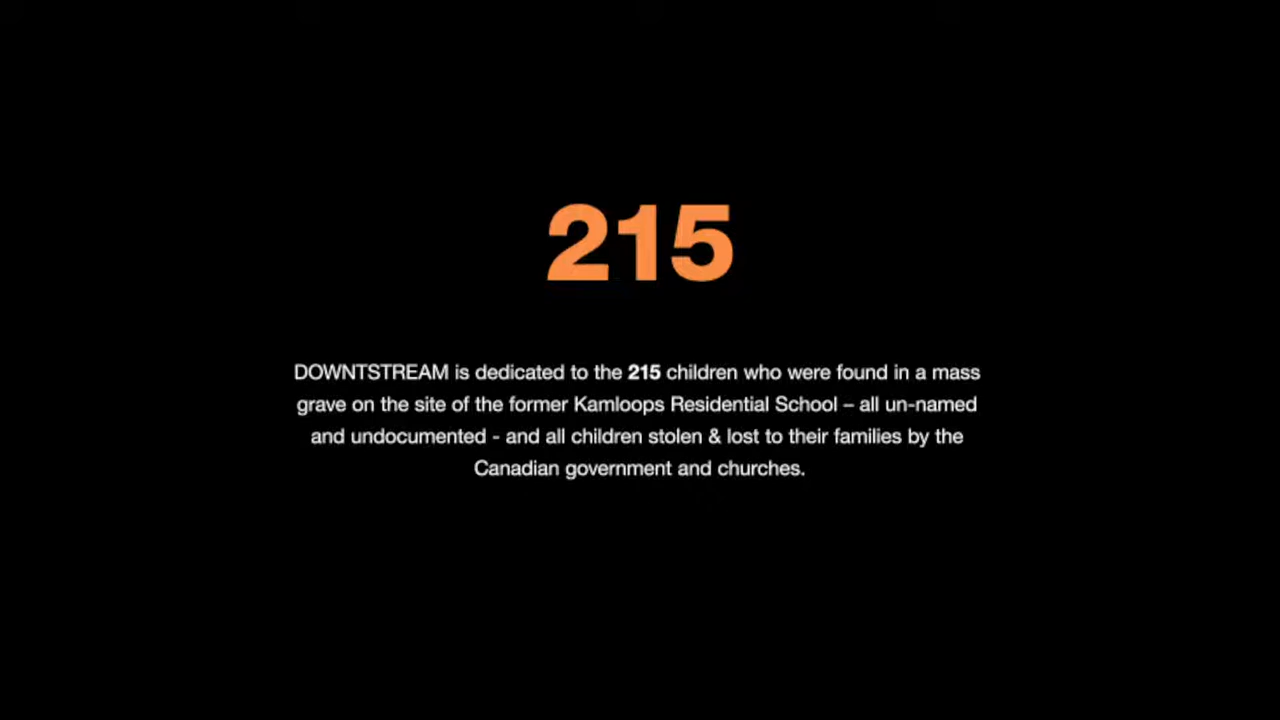 215
DOWNTSTREAM is dedicated to the 215 children who were found in a mass
grave on the site of the former Kamloops Residential School – all un-named
and undocumented - and all children stolen & lost to their families by the
Canadian government and churches.